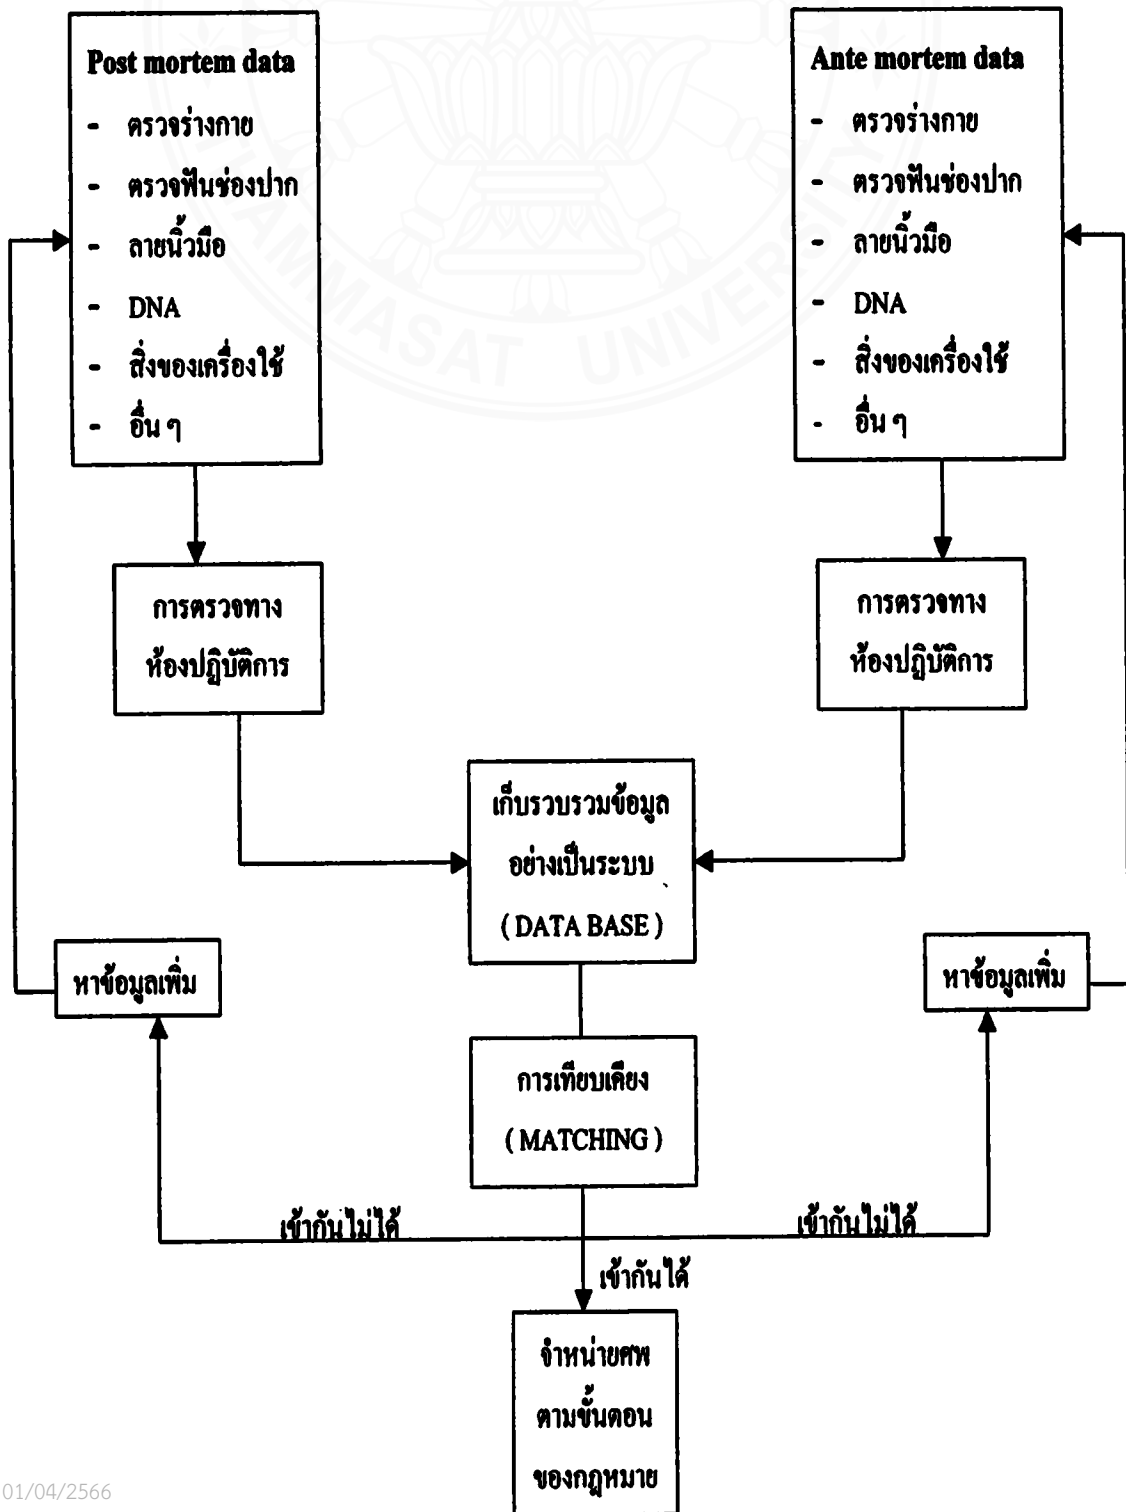 Post mortem data
- ตรวจร่างกาย
- ตรวจฟันช่องปาก
- ลายนิ้วมือ
- DNA
- สิ่งของเครื่องใช้
- อื่น ๆ
Ante mortem data
- ตรวจร่างกาย
- ตรวจฟันช่องปาก
- ลายนิ้วมือ
- DNA
- สิ่งของเครื่องใช้
- อื่น ๆ
THAMMASAT UNIVERSITY
การตรวจทาง
ห้องปฏิบัติการ
การตรวจทาง
ห้องปฏิบัติการ
เก็บรวบรวมข้อมูล
อย่างเป็นระบบ
( DATA BASE )
หาข้อมูลเพิ่ม
หาข้อมูลเพิ่ม
การเทียบเคียง
( MATCHING )
เข้ากันไม่ได้
เข้ากันไม่ได้
เข้ากันได้
จำหน่ายศพ
ตามขั้นตอน
ของกฎหมาย
01/04/2566